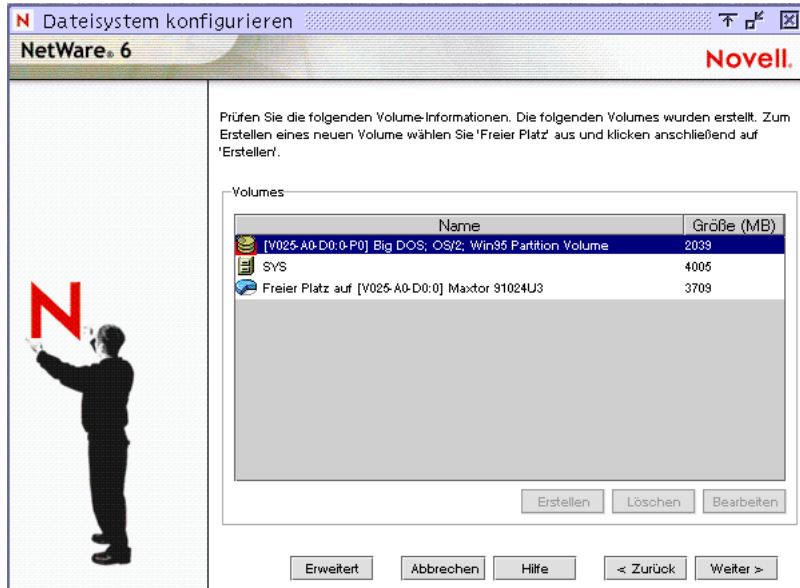 N Dateisystem konfigurieren
NetWare® 6
Novell.
Prüfen Sie die folgenden Volume-Informationen. Die folgenden Volumes wurden erstellt. Zum
Erstellen eines neuen Volume wählen Sie 'Freier Platz' aus und klicken anschließend auf
'Erstellen'.
Volumes
Name Größe (MB)
[V025-A0-D0:0-P0] Big DOS; OS/2; Win95 Partition Volume 2039
SYS 4005
Freier Platz auf [V025-A0-D0:0] Maxtor 91024U3 3709
N
Erstellen Löschen Bearbeiten
Erweitert Abbrechen Hilfe < Zurück Weiter >